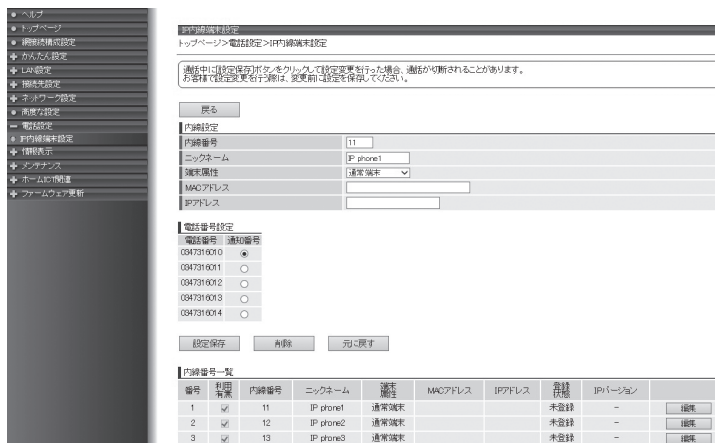 ヘルプ
トップページ
網接続構成設定
かんたん設定
LAN設定
接続先設定
ネットワーク設定
高度な設定
電話設定
IP内線端末設定
情報表示
メンテナンス
ホームICT関連
ファームウェア更新
IP内線端末設定
トップページ>電話設定>IP内線端末設定
通話中に[設定保存]ボタンをクリックして設定変更を行った場合、通話が切断されることがあります。
お客様で設定変更を行う際は、変更前に設定を保存してください。
戻る
内線設定
内線番号 11
ニックネーム IP phone1
端末属性 通常端末
MACアドレス
IPアドレス
電話番号設定
電話番号 通知番号
0347316010
0347316011
0347316012
0347316013
0347316014
設定保存 削除 元に戻す
内線番号一覧
番号 利用有無 内線番号 ニックネーム 端末属性 MACアドレス IPアドレス 登録状態 IPバージョン
1 11 IP phone1 通常端末 未登録 - 編集
2 12 IP phone2 通常端末 未登録 - 編集
3 13 IP phone3 通常端末 未登録 - 編集